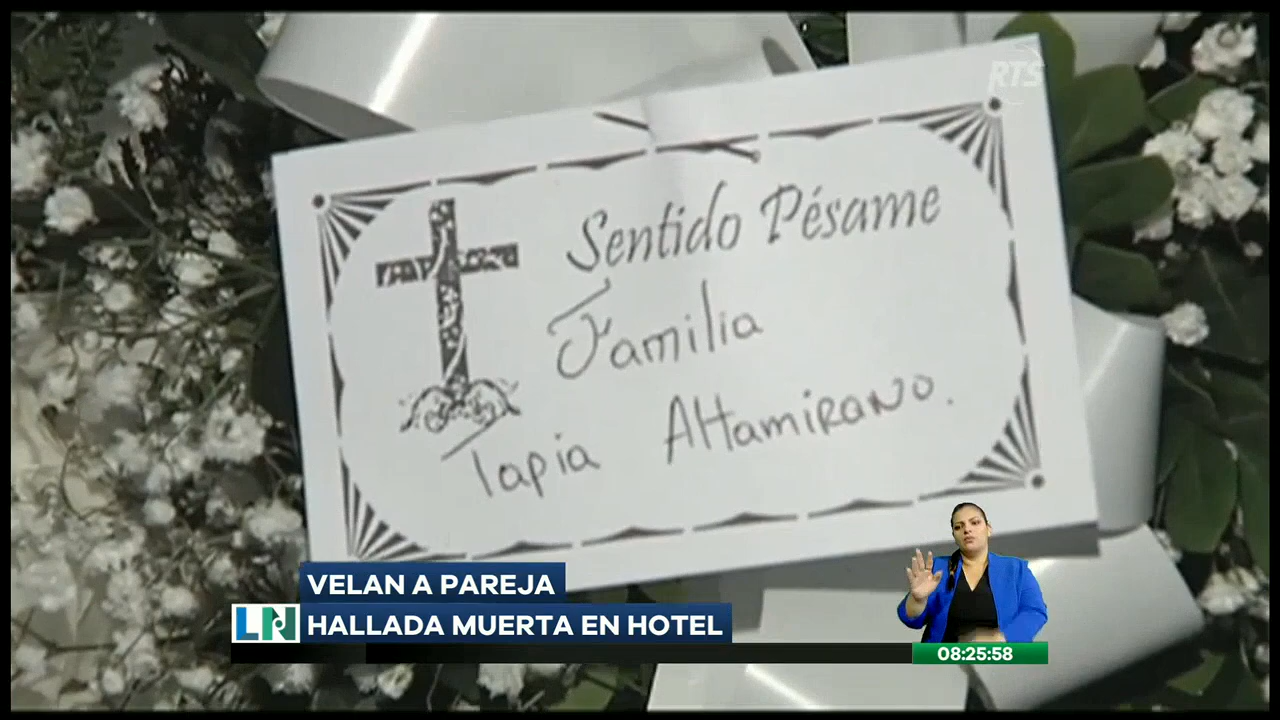 RTS
Sentido Pésame
Familia
Tapia Altamirano.
VELAN A PAREJA
LN HALLADA MUERTA EN HOTEL
08:25:58